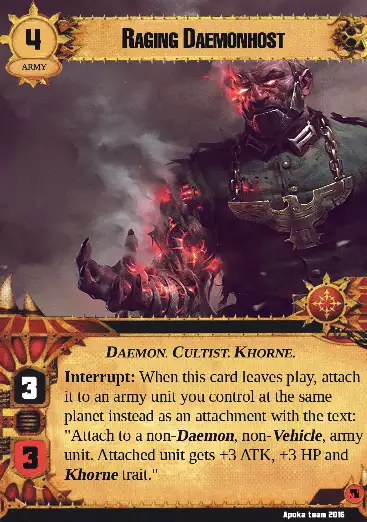 4
RAGING DAEMONHOST
ARMY
DAEMON. CULTIST. KHORNE.
3
Interrupt: When this card leaves play, attach
it to an army unit you control at the same
planet instead as an attachment with the text:
"Attach to a non-Daemon, non-Vehicle, army
3
unit. Attached unit gets +3 ATK, +3 HP and
Khorne trait."
Apoka team 2016